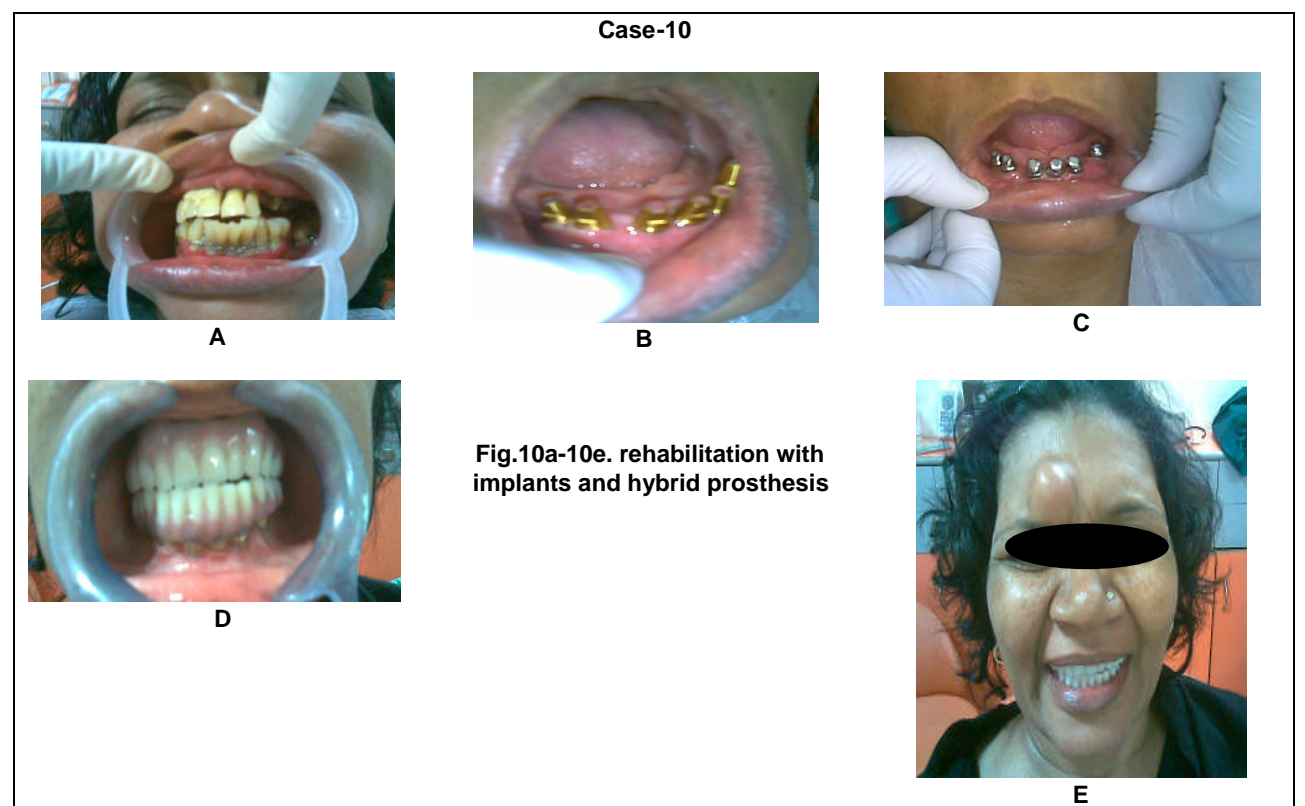 Case-10
A
B
C
D
Fig.10a-10e. rehabilitation with
implants and hybrid prosthesis
E